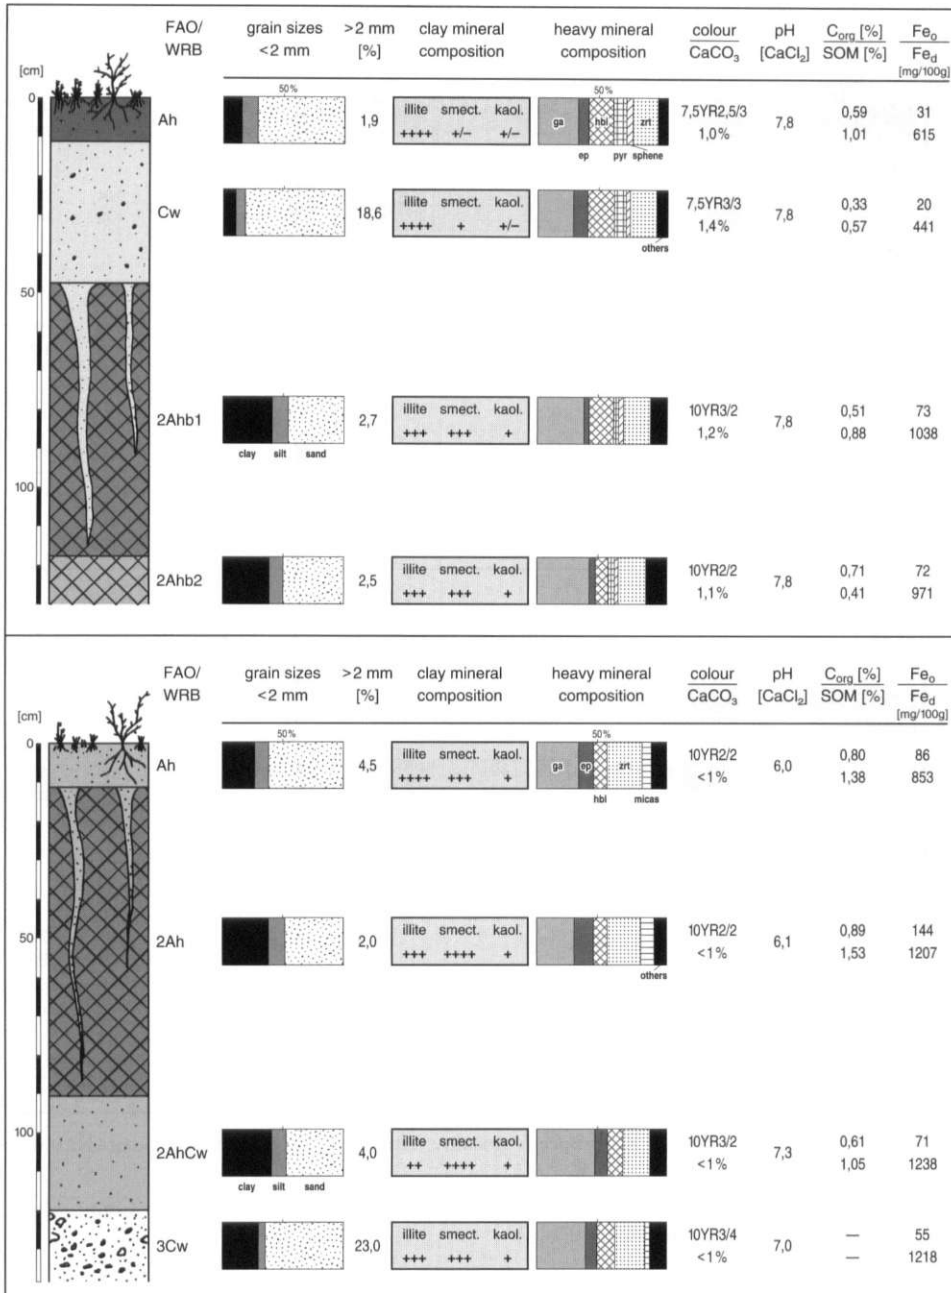 FAO/ grain sizes >2 mm clay mineral heavy mineral colour pH C_org [%] Fe_o
WRB <2 mm [%] composition composition CaCO₃ [CaCl₂] SOM [%] Fe_d
[cm] [mg/100g]
50% 50%
0 Ah 1,9 illite smect. kaol. ga hbl zrt 7,5YR2,5/3 7,8 0,59 31
++++ +/– +/– 1,0% 1,01 615
ep pyr sphene
Cw 18,6 illite smect. kaol. 7,5YR3/3 7,8 0,33 20
++++ + +/– 1,4% 0,57 441
others
50
2Ahb1 2,7 illite smect. kaol. 10YR3/2 7,8 0,51 73
+++ +++ + 1,2% 0,88 1038
clay silt sand
100
2Ahb2 2,5 illite smect. kaol. 10YR2/2 7,8 0,71 72
+++ +++ + 1,1% 0,41 971
FAO/ grain sizes >2 mm clay mineral heavy mineral colour pH C_org [%] Fe_o
WRB <2 mm [%] composition composition CaCO₃ [CaCl₂] SOM [%] Fe_d
[cm] [mg/100g]
50% 50%
0 Ah 4,5 illite smect. kaol. ga ep zrt 10YR2/2 6,0 0,80 86
++++ +++ + <1% 1,38 853
hbl micas
50 2Ah 2,0 illite smect. kaol. 10YR2/2 6,1 0,89 144
+++ ++++ + <1% 1,53 1207
others
100 2AhCw 4,0 illite smect. kaol. 10YR3/2 7,3 0,61 71
++ ++++ + <1% 1,05 1238
clay silt sand
3Cw 23,0 illite smect. kaol. 10YR3/4 7,0 — 55
+++ +++ + <1% — 1218